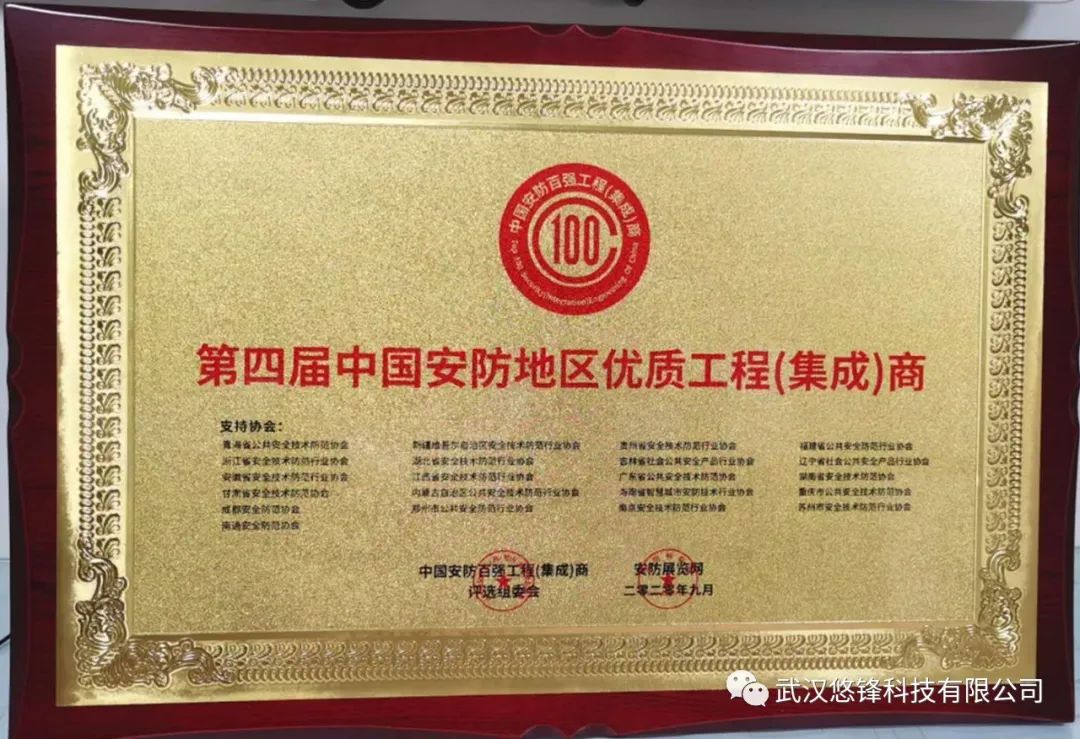 中国安防百强工程(集成)商
100
Top 100 Security(Intergration)Engineering Of China
第四届中国安防地区优质工程(集成)商
支持协会：
青海省公共安全技术防范协会 新疆维吾尔自治区安全技术防范行业协会 贵州省安全技术防范行业协会 福建省公共安全防范行业协会
浙江省安全技术防范行业协会 湖北省安全技术防范行业协会 吉林省社会公共安全产品行业协会 辽宁省社会公共安全产品行业协会
安徽省安全技术防范行业协会 江西省安全技术防范行业协会 广东省公共安全技术防范协会 湖南省安全技术防范协会
甘肃省安全技术防范协会 内蒙古自治区公共安全技术防范行业协会 海南省智慧城市安防技术行业协会 重庆市公共安全技术防范协会
成都安全防范协会 郑州市公共安全防范行业协会 南京安全技术防范行业协会 苏州市安全技术防范行业协会
南通安全防范协会
中国安防百强工程(集成)商 安防展览网
评选组委会 二零二零年九月
武汉悠锋科技有限公司